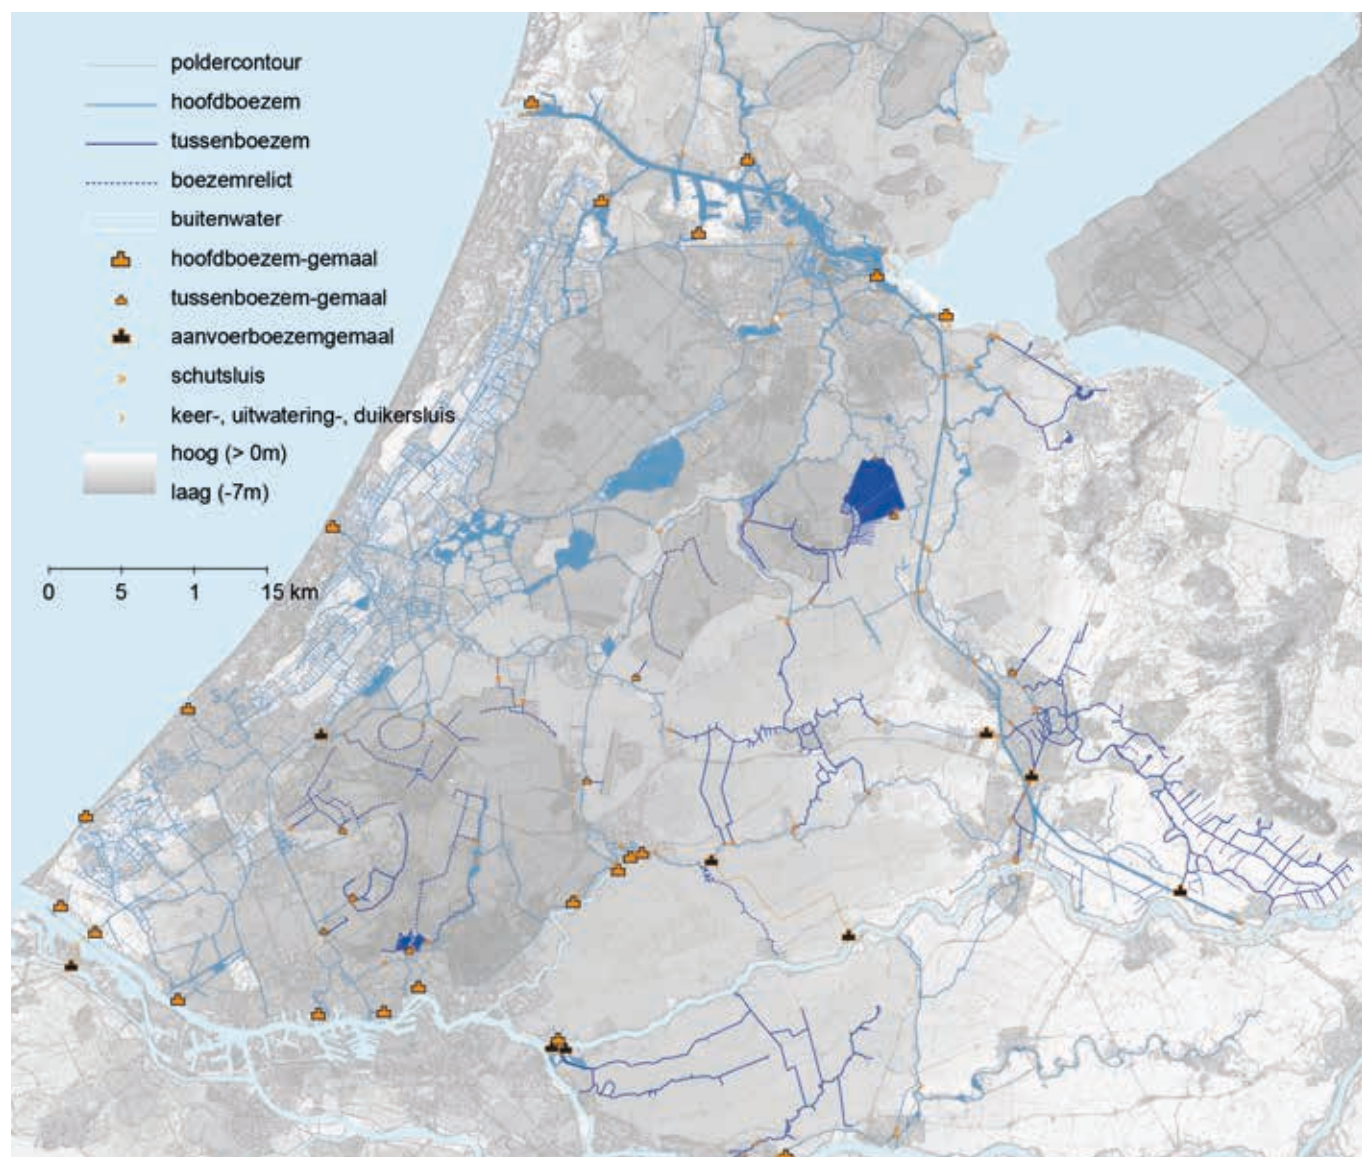 poldercontour
hoofdboezem
tussenboezem
boezemrelict
buitenwater
hoofdboezem-gemaal
tussenboezem-gemaal
aanvoerboezemgemaal
schutsluis
keer-, uitwatering-, duikersluis
hoog (> 0m)
laag (-7m)
0 5 1 15 km